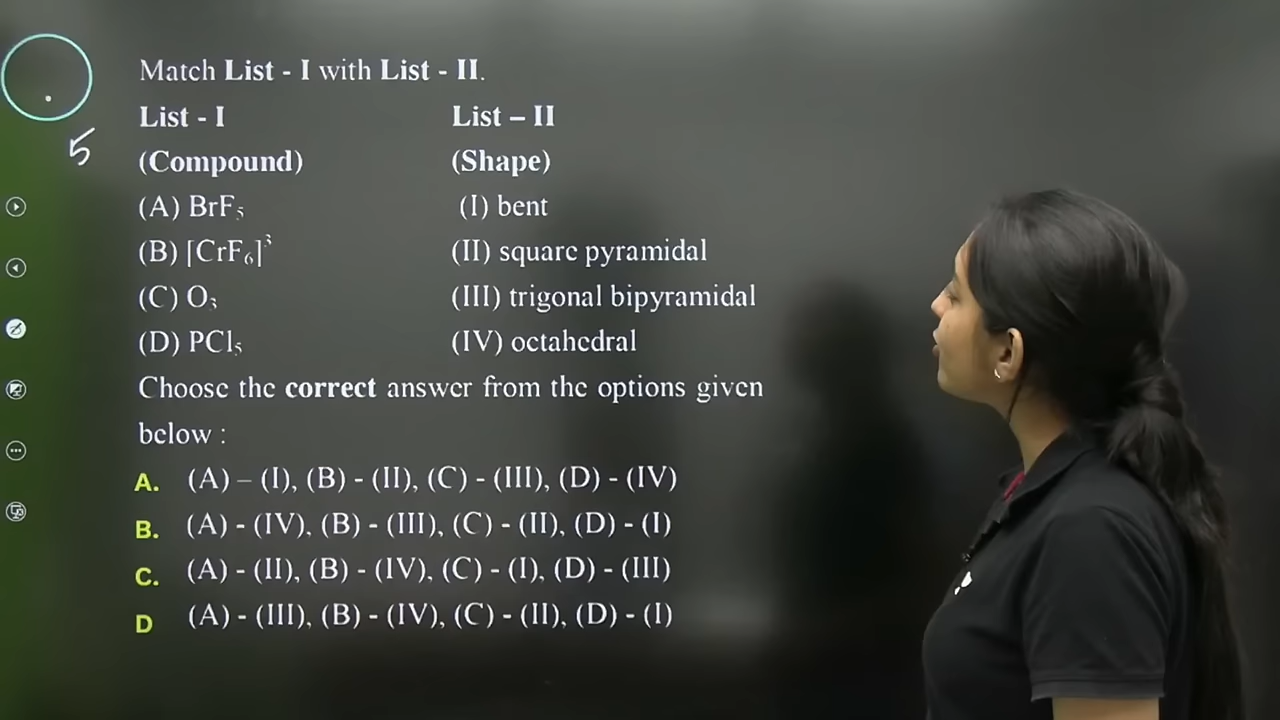 Match List - I with List - II.
List - I List – II
(Compound) (Shape)
(A) BrF₅ (I) bent
(B) [CrF₆]³ (II) square pyramidal
(C) O₃ (III) trigonal bipyramidal
(D) PCl₅ (IV) octahedral
Choose the correct answer from the options given
below :
A. (A) – (I), (B) - (II), (C) - (III), (D) - (IV)
B. (A) - (IV), (B) - (III), (C) - (II), (D) - (I)
C. (A) - (II), (B) - (IV), (C) - (I), (D) - (III)
D (A) - (III), (B) - (IV), (C) - (II), (D) - (I)
5